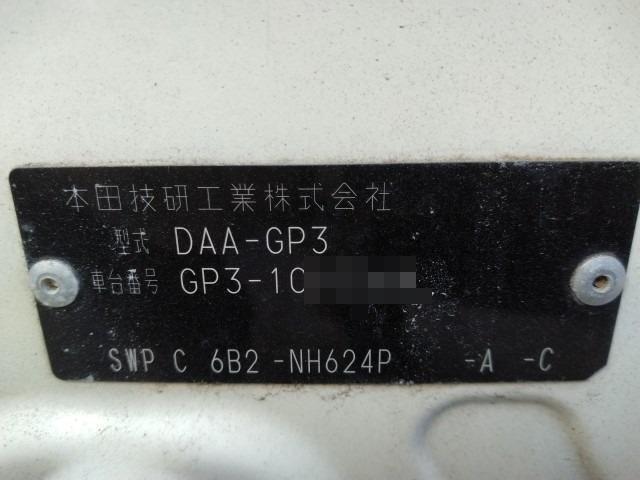 本田技研工業株式会社
型式 DAA-GP3
車台番号 GP3-10
SWP C 6B2 -NH624P -A -C